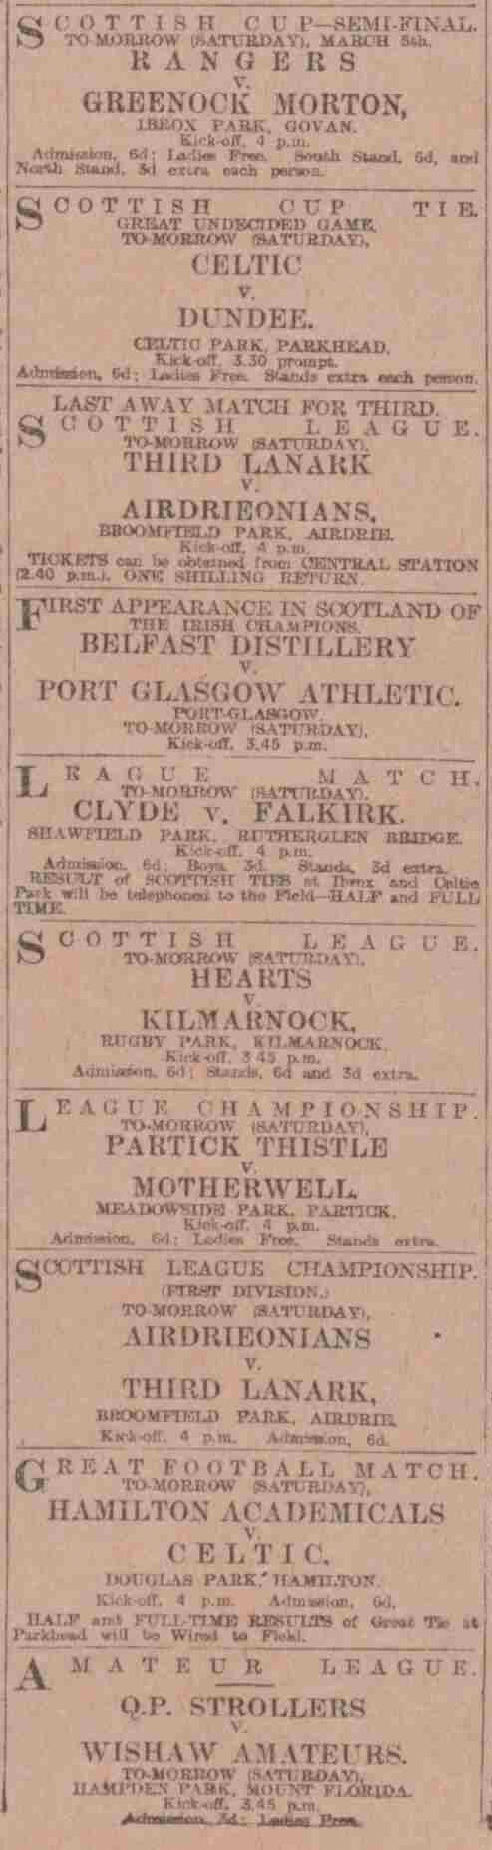 SCOTTISH CUP—SEMI-FINAL.
TO-MORROW (SATURDAY), MARCH 5th.
RANGERS
v.
GREENOCK MORTON,
IBROX PARK, GOVAN.
Kick-off, 4 p.m.
Admission, 6d; Ladies Free. South Stand, 6d, and
North Stand, 3d extra each person.
SCOTTISH CUP TIE.
GREAT UNDECIDED GAME,
TO-MORROW (SATURDAY),
CELTIC
v.
DUNDEE.
CELTIC PARK, PARKHEAD.
Kick-off, 3.30 prompt.
Admission, 6d; Ladies Free. Stands extra each person.
LAST AWAY MATCH FOR THIRD.
SCOTTISH LEAGUE.
TO-MORROW (SATURDAY),
THIRD LANARK
v.
AIRDRIEONIANS,
BROOMFIELD PARK, AIRDRIE.
Kick-off, 4 p.m.
TICKETS can be obtained from CENTRAL STATION
(2.40 p.m.), ONE SHILLING RETURN.
FIRST APPEARANCE IN SCOTLAND OF
THE IRISH CHAMPIONS,
BELFAST DISTILLERY
v.
PORT GLASGOW ATHLETIC.
PORT-GLASGOW.
TO-MORROW (SATURDAY),
Kick-off, 3.45 p.m.
LEAGUE MATCH.
TO-MORROW (SATURDAY).
CLYDE v. FALKIRK.
SHAWFIELD PARK, RUTHERGLEN BRIDGE.
Kick-off, 4 p.m.
Admission, 6d; Boys, 3d. Stands, 3d extra.
RESULT of SCOTTISH TIES at Ibrox and Celtic
Park will be telephoned to the Field—HALF and FULL
TIME.
SCOTTISH LEAGUE.
TO-MORROW (SATURDAY).
HEARTS
v.
KILMARNOCK,
RUGBY PARK, KILMARNOCK.
Kick-off, 3 45 p.m.
Admission, 6d; Stands, 6d and 3d extra.
LEAGUE CHAMPIONSHIP.
TO-MORROW (SATURDAY),
PARTICK THISTLE
v.
MOTHERWELL.
MEADOWSIDE PARK, PARTICK.
Kick-off, 4 p.m.
Admission, 6d; Ladies Free. Stands extra.
SCOTTISH LEAGUE CHAMPIONSHIP.
(FIRST DIVISION.)
TO-MORROW (SATURDAY),
AIRDRIEONIANS
v.
THIRD LANARK,
BROOMFIELD PARK, AIRDRIE.
Kick-off, 4 p.m. Admission, 6d.
GREAT FOOTBALL MATCH.
TO-MORROW (SATURDAY),
HAMILTON ACADEMICALS
v.
CELTIC.
DOUGLAS PARK, HAMILTON.
Kick-off, 4 p.m. Admission, 6d.
HALF and FULL-TIME RESULTS of Great Tie at
Parkhead will be Wired to Field.
AMATEUR LEAGUE.
Q.P. STROLLERS
v.
WISHAW AMATEURS.
TO-MORROW (SATURDAY),
HAMPDEN PARK, MOUNT FLORIDA.
Kick-off, 3.45 p.m.
Admission, 3d; Ladies Free.